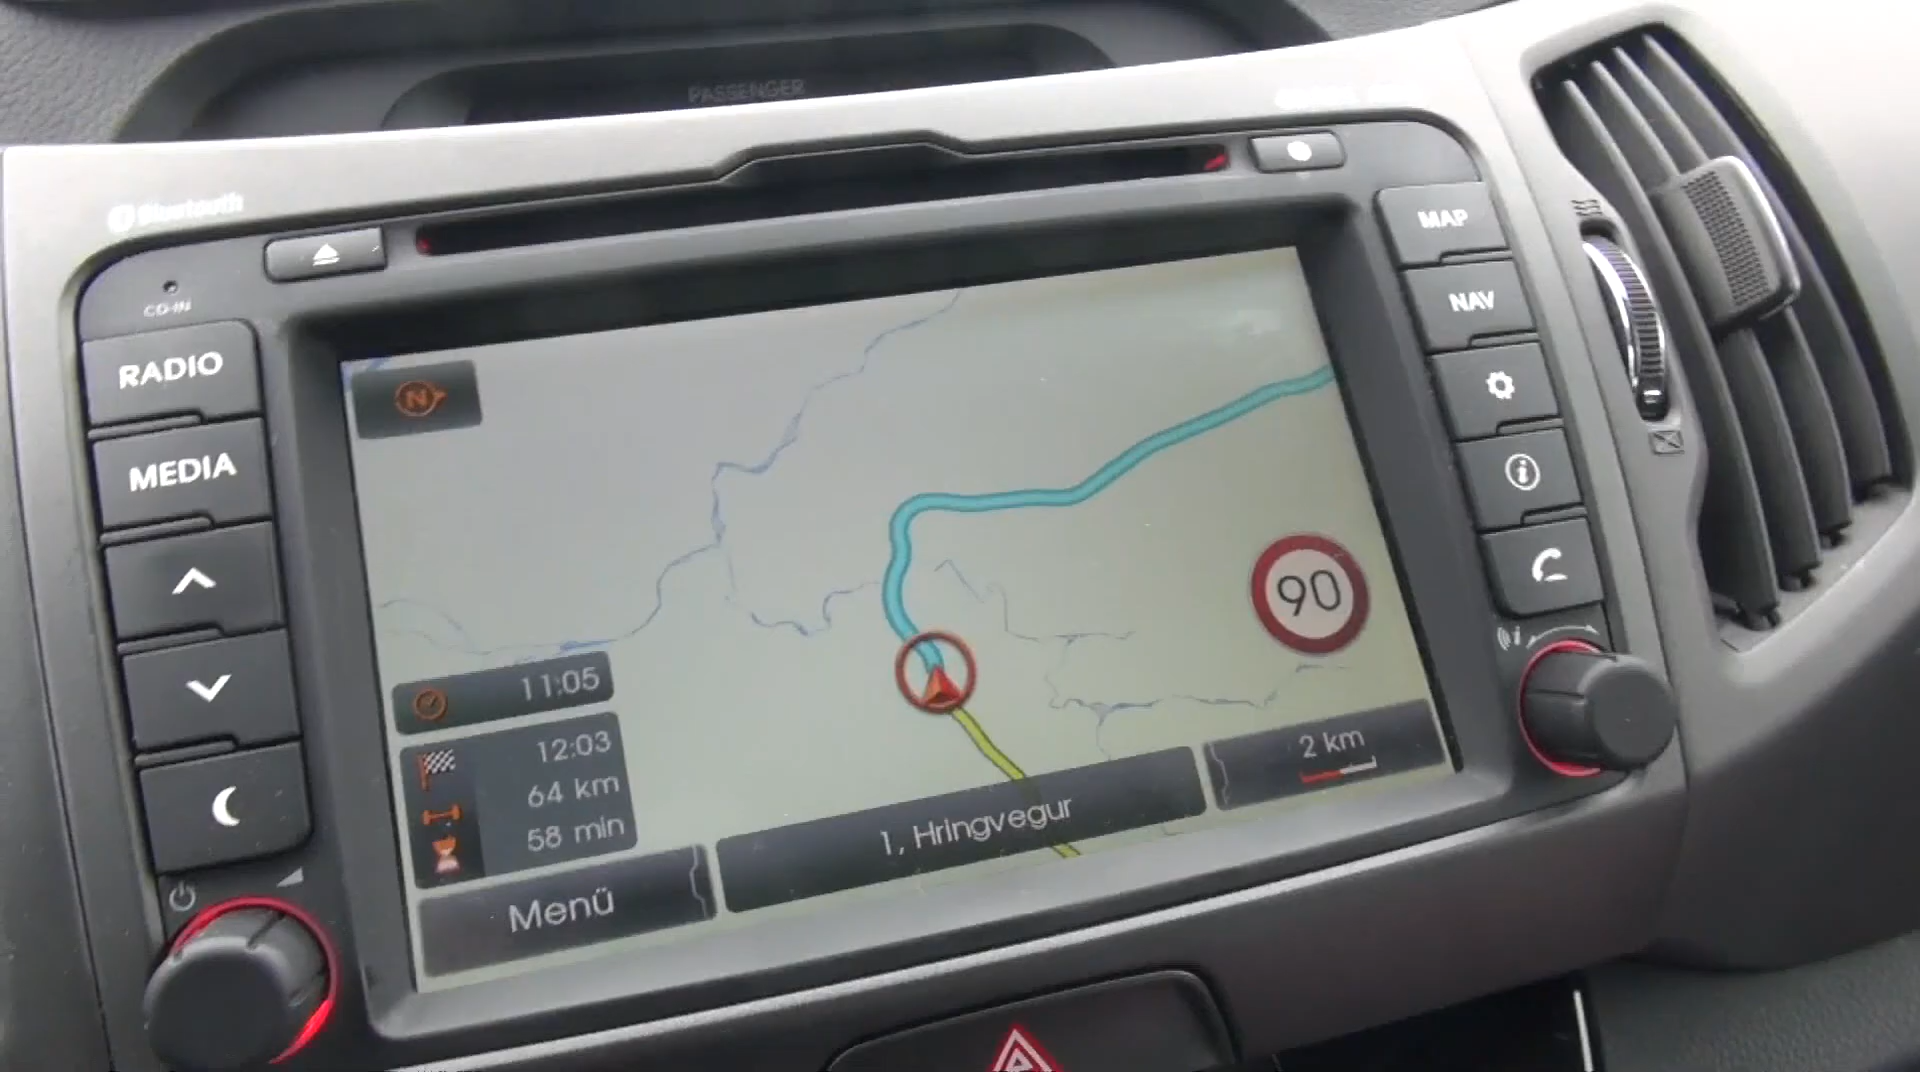 PASSENGER
Bluetooth
CD-IN
RADIO
MEDIA
MAP
NAV
N
90
11:05
12:03
64 km
58 min
Menü
1, Hringvegur
2 km